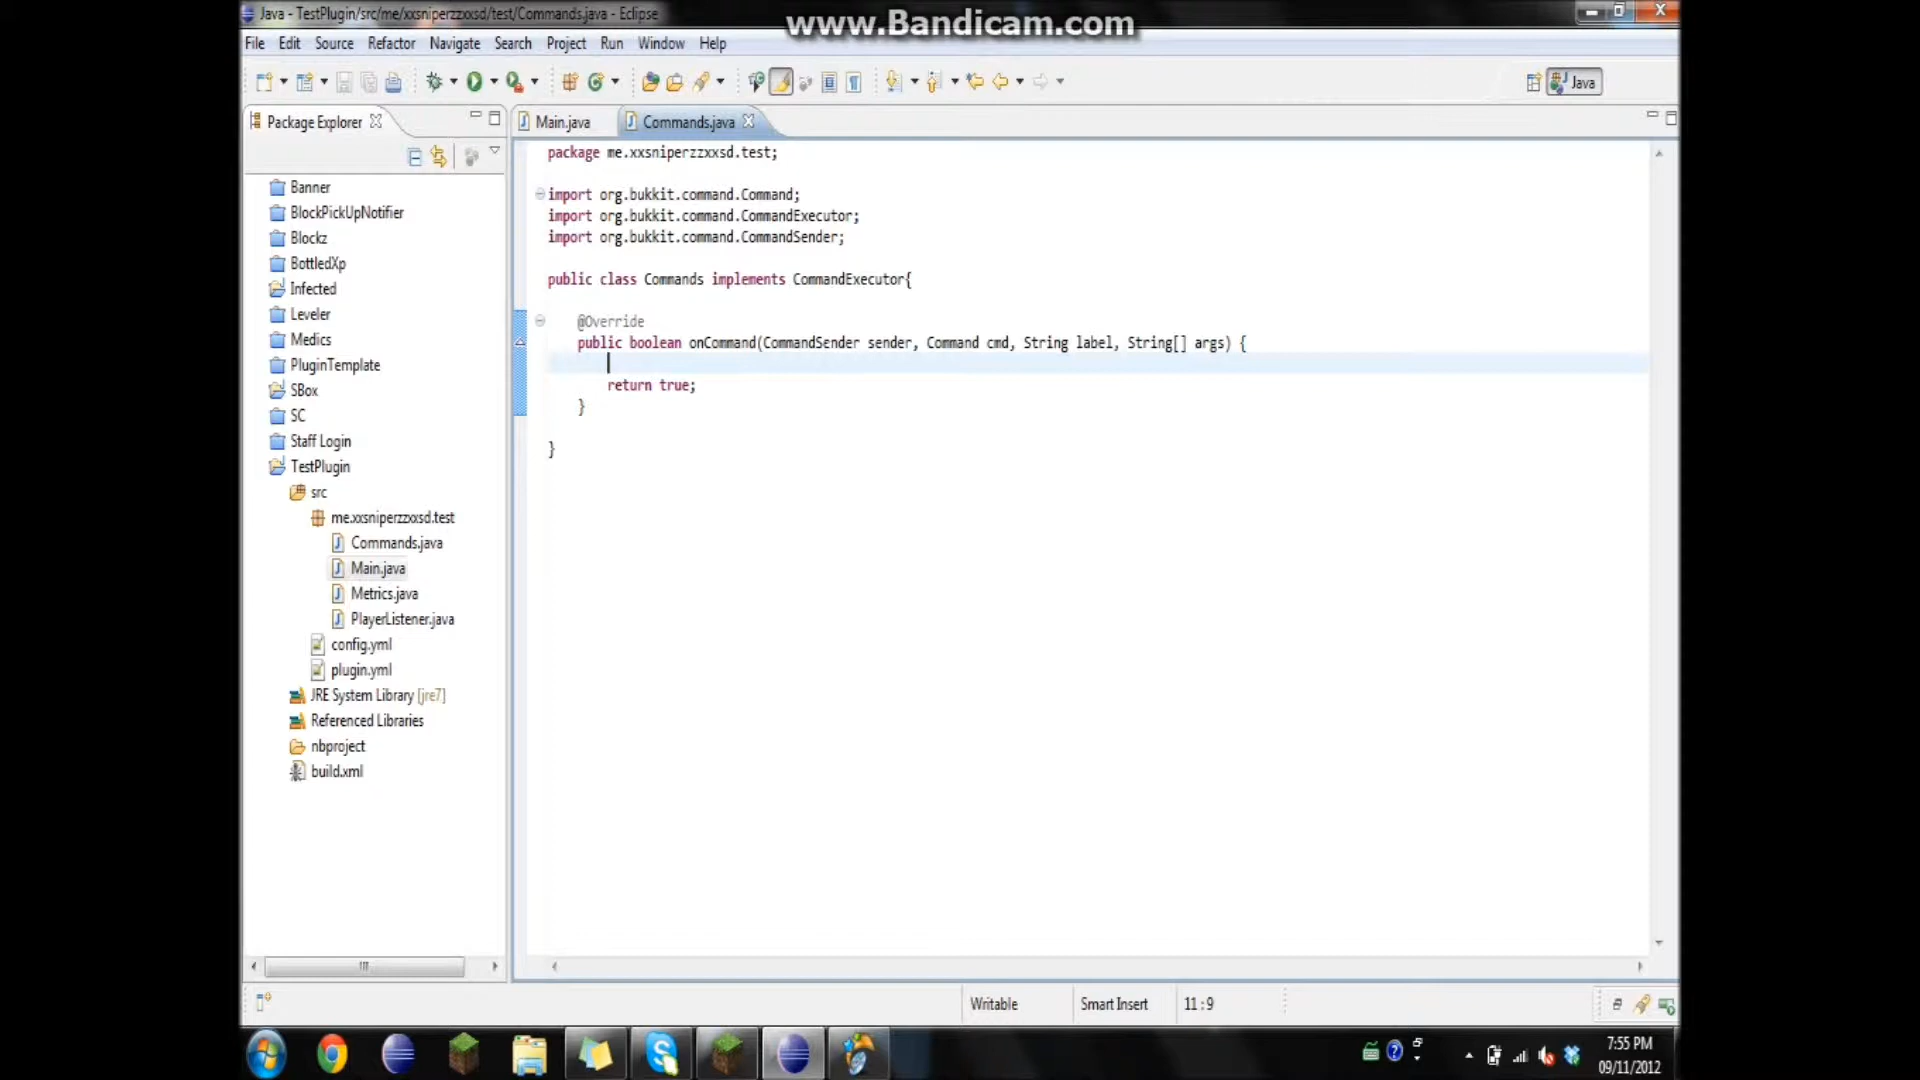 Java - TestPlugin/src/me/xxsniperzzxxsd/test/Commands.java - Eclipse
www.Bandicam.com
File Edit Source Refactor Navigate Search Project Run Window Help
Java
Package Explorer
Main.java
Commands.java
Banner
BlockPickUpNotifier
Blockz
BottledXp
Infected
Leveler
Medics
PluginTemplate
SBox
SC
Staff Login
TestPlugin
src
me.xxsniperzzxxsd.test
Commands.java
Main.java
Metrics.java
PlayerListener.java
config.yml
plugin.yml
JRE System Library [jre7]
Referenced Libraries
nbproject
build.xml
package me.xxsniperzzxxsd.test;
import org.bukkit.command.Command;
import org.bukkit.command.CommandExecutor;
import org.bukkit.command.CommandSender;
public class Commands implements CommandExecutor{
@Override
public boolean onCommand(CommandSender sender, Command cmd, String label, String[] args) {
return true;
}
}
Writable
Smart Insert
11 : 9
7:55 PM
09/11/2012